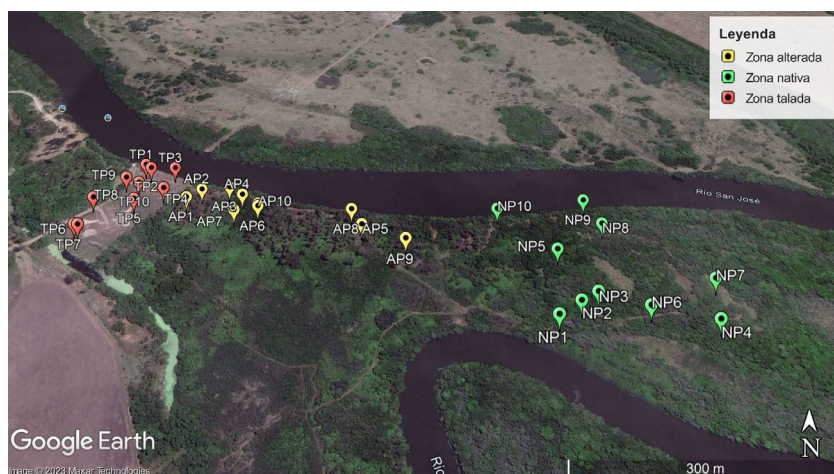 Leyenda
Zona alterada
Zona nativa
Zona talada
TP1
TP3
TP9
TP2
AP2
AP4
TP8
TP10
TP4
AP1
AP3
AP10
TP5
AP7
AP6
TP6
TP7
AP8
AP5
AP9
NP10
NP9
NP8
Río San José
NP5
NP7
NP3
NP2
NP6
NP1
NP4
Google Earth
Image © 2023 Maxar Technologies
Río
300 m
N